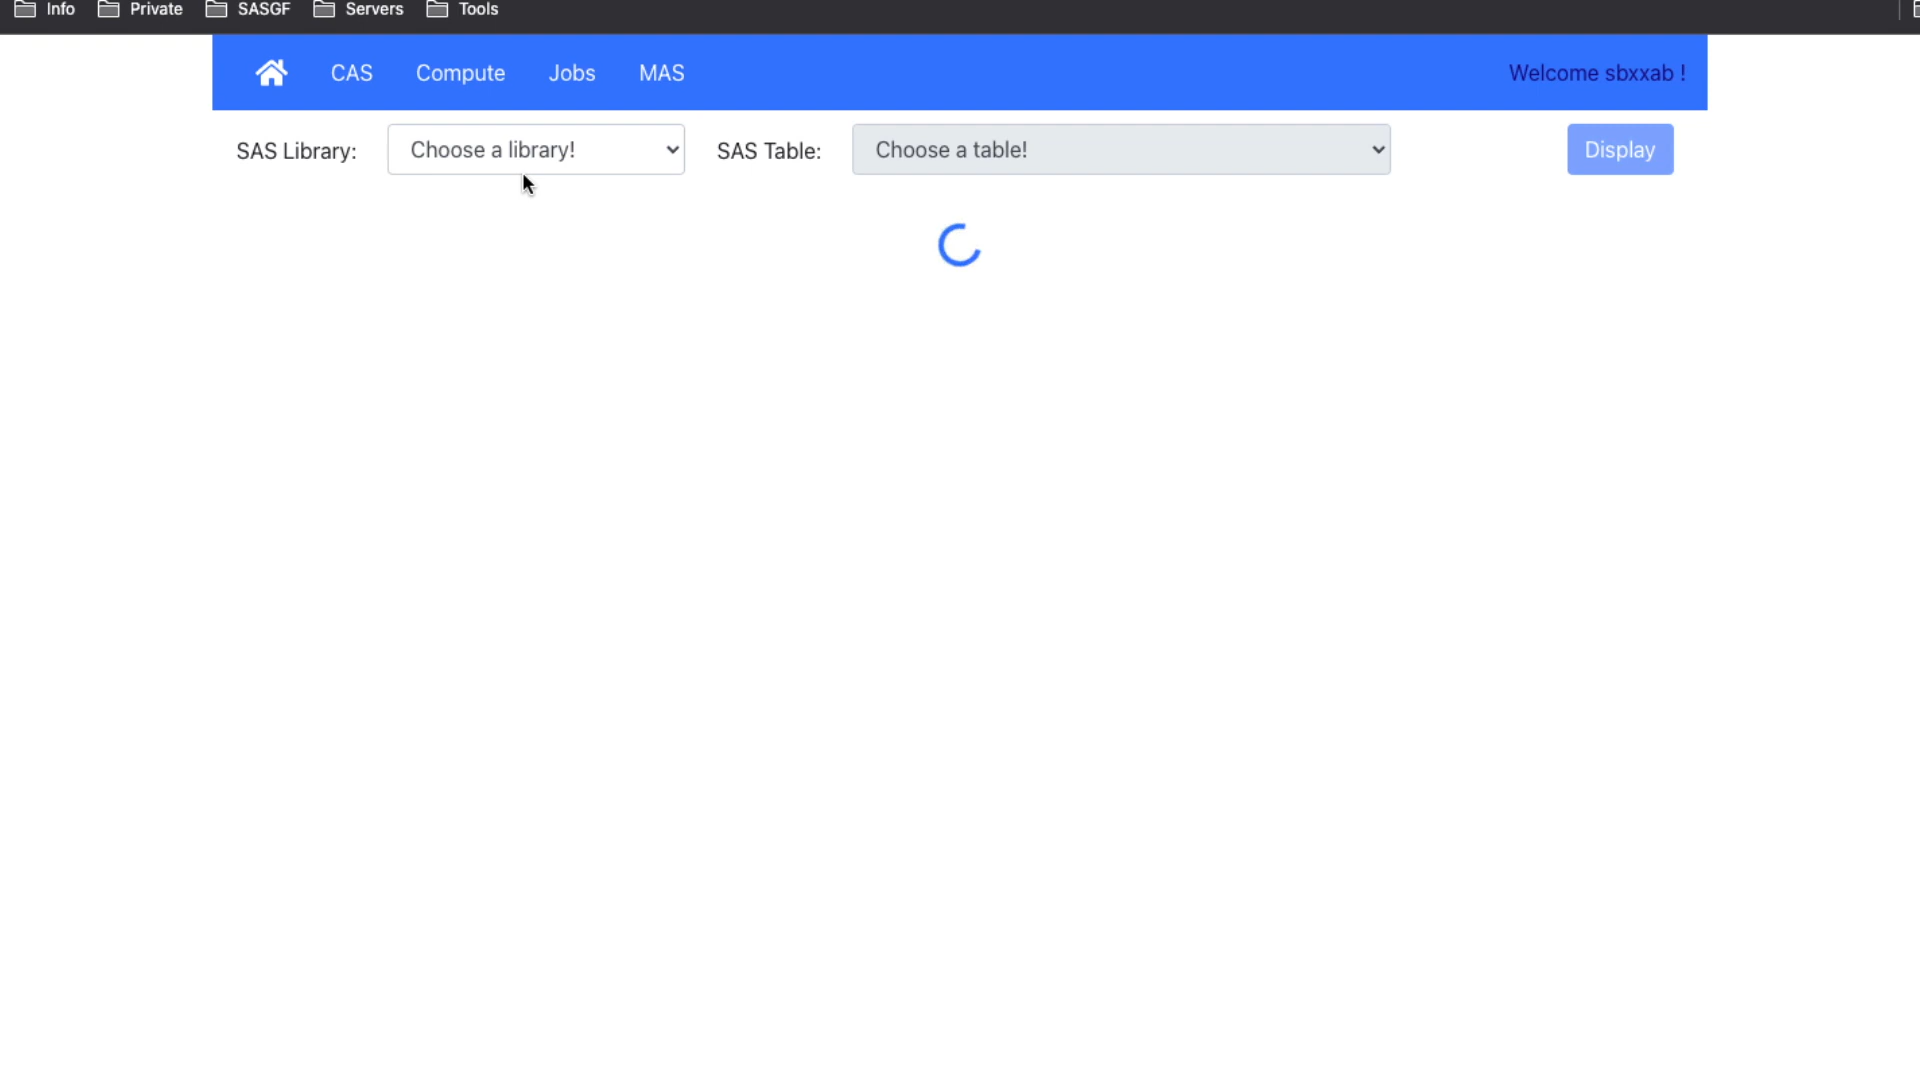 Info Private SASGF Servers Tools
CAS Compute Jobs MAS Welcome sbxxab !
SAS Library: Choose a library! SAS Table: Choose a table! Display